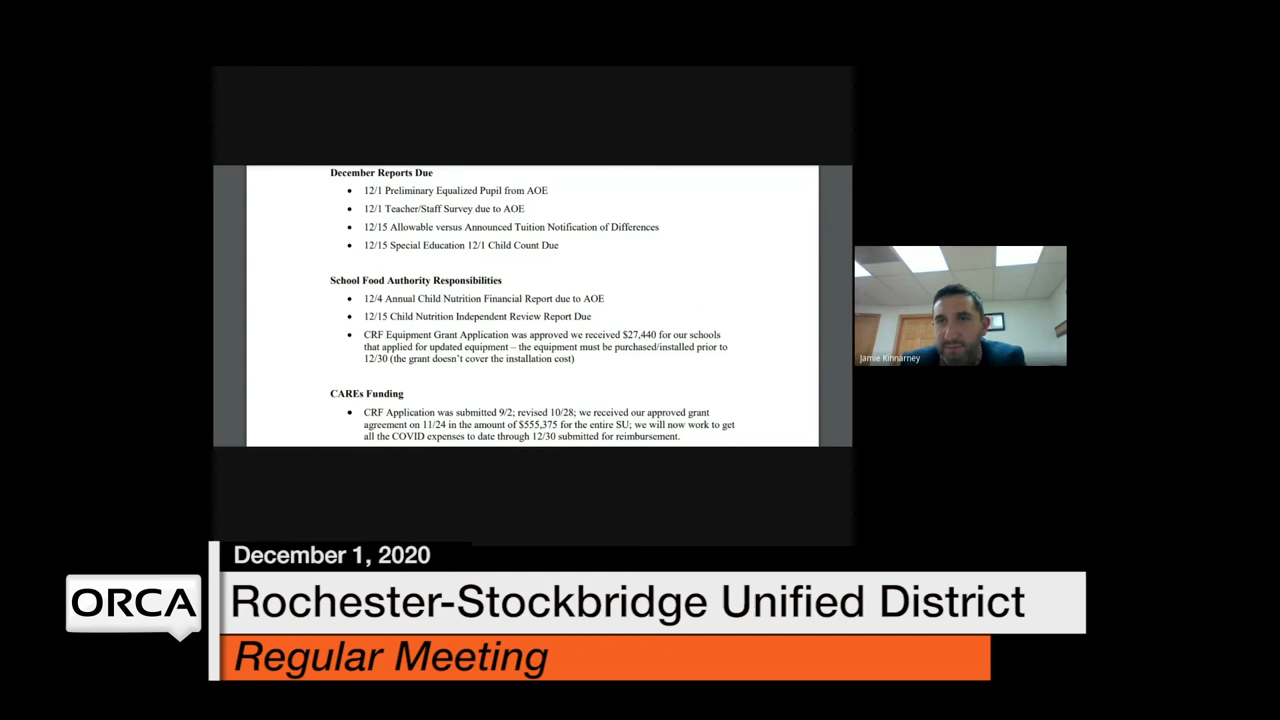 December Reports Due
• 12/1 Preliminary Equalized Pupil from AOE
• 12/1 Teacher/Staff Survey due to AOE
• 12/15 Allowable versus Announced Tuition Notification of Differences
• 12/15 Special Education 12/1 Child Count Due
School Food Authority Responsibilities
• 12/4 Annual Child Nutrition Financial Report due to AOE
• 12/15 Child Nutrition Independent Review Report Due
• CRF Equipment Grant Application was approved we received $27,440 for our schools
that applied for updated equipment – the equipment must be purchased/installed prior to
12/30 (the grant doesn't cover the installation cost)
CAREs Funding
• CRF Application was submitted 9/2; revised 10/28; we received our approved grant
agreement on 11/24 in the amount of $555,375 for the entire SU; we will now work to get
all the COVID expenses to date through 12/30 submitted for reimbursement.
Jamie Kinnarney
December 1, 2020
ORCA
Rochester-Stockbridge Unified District
Regular Meeting